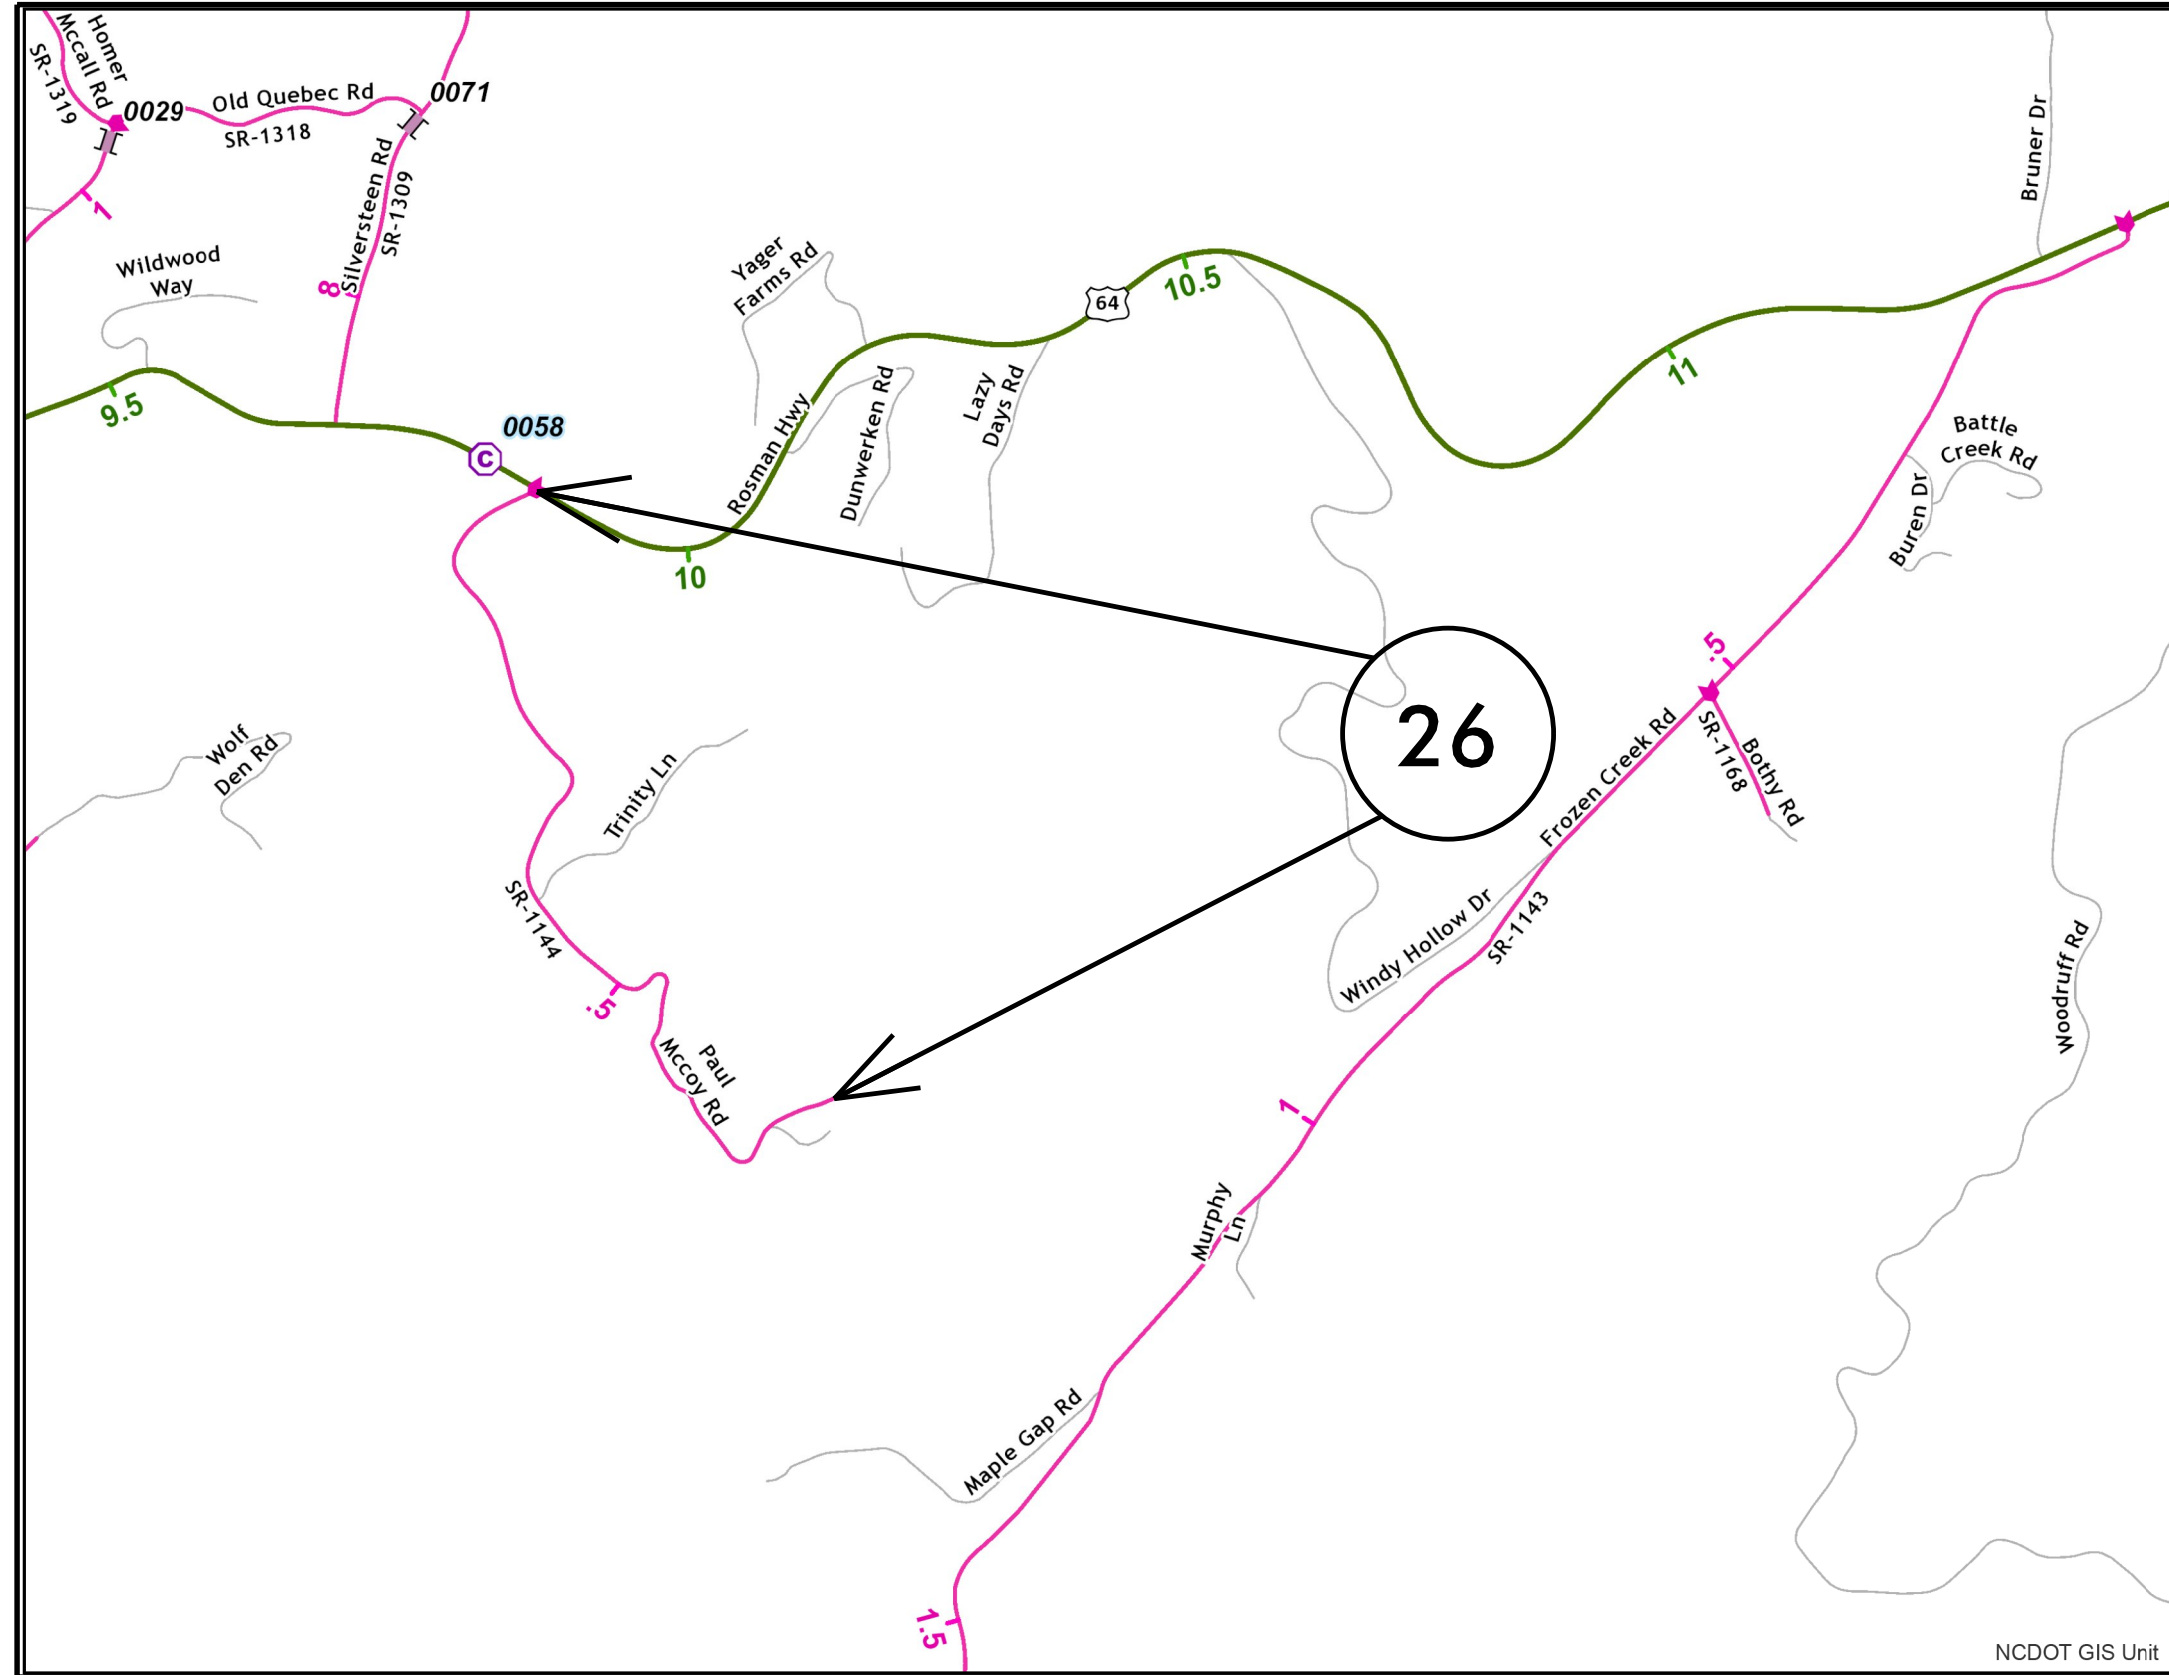 Homer
Mccall Rd
SR-1319
0029
Old Quebec Rd
SR-1318
0071
1
Silversteen Rd
SR-1309
8
Wildwood
Way
9.5
0058
C
Yager
Farms Rd
64
10.5
Bruner Dr
11
Rosman Hwy
Dunwerken Rd
Lazy
Days Rd
10
Battle
Creek Rd
Buren Dr
.5
26
Wolf
Den Rd
Trinity Ln
Frozen Creek Rd
SR-1168
Bothy Rd
SR-1144
Windy Hollow Dr
SR-1143
Woodruff Rd
.5
Paul
Mccoy Rd
1
Murphy
Ln
Maple Gap Rd
1.5
NCDOT GIS Unit